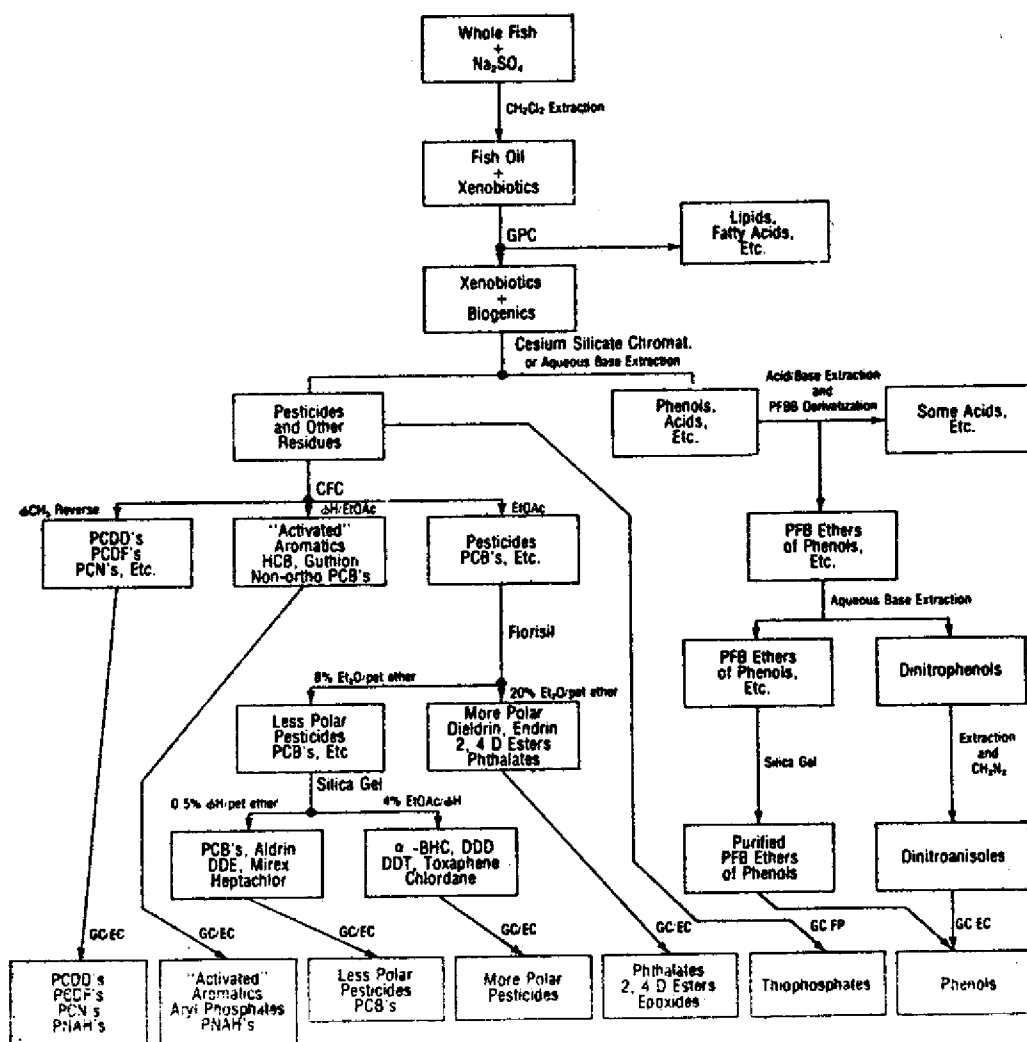 Whole Fish
+
Na₂SO₄
CH₂Cl₂ Extraction
Fish Oil
+
Xenobiotics
GPC
Lipids,
Fatty Acids,
Etc.
Xenobiotics
+
Biogenics
Cesium Silicate Chromat.
or Aqueous Base Extraction
Pesticides
and Other
Residues
Phenols,
Acids,
Etc.
Acid/Base Extraction
and
PFBB Derivatization
Some Acids,
Etc.
CFC
ϕCH₃ Reverse
ϕH/EtOAc
EtOAc
PCDD's
PCDF's
PCN's, Etc.
"Activated"
Aromatics
HCB, Guthion
Non-ortho PCB's
Pesticides
PCB's, Etc.
PFB Ethers
of Phenols,
Etc.
Aqueous Base Extraction
Florisil
PFB Ethers
of Phenols,
Etc.
Dinitrophenols
8% Et₂O/pet ether
20% Et₂O/pet ether
Less Polar
Pesticides
PCB's, Etc
More Polar
Dieldrin, Endrin
2, 4 D Esters
Phthalates
Silica Gel
Extraction
and
CH₂N₂
Silica Gel
0.5% ϕH/pet ether
4% EtOAc/ϕH
PCB's, Aldrin
DDE, Mirex
Heptachlor
α -BHC, DDD
DDT, Toxaphene
Chlordane
Purified
PFB Ethers
of Phenols
Dinitroanisoles
GC/EC
GC/EC
GC/EC
GC/EC
GC/EC
GC FP
GC EC
PCDD's
PCDF's
PCN's
PNAH's
"Activated"
Aromatics
Aryl Phosphates
PNAH's
Less Polar
Pesticides
PCB's
More Polar
Pesticides
Phthalates
2, 4 D Esters
Epoxides
Thiophosphates
Phenols